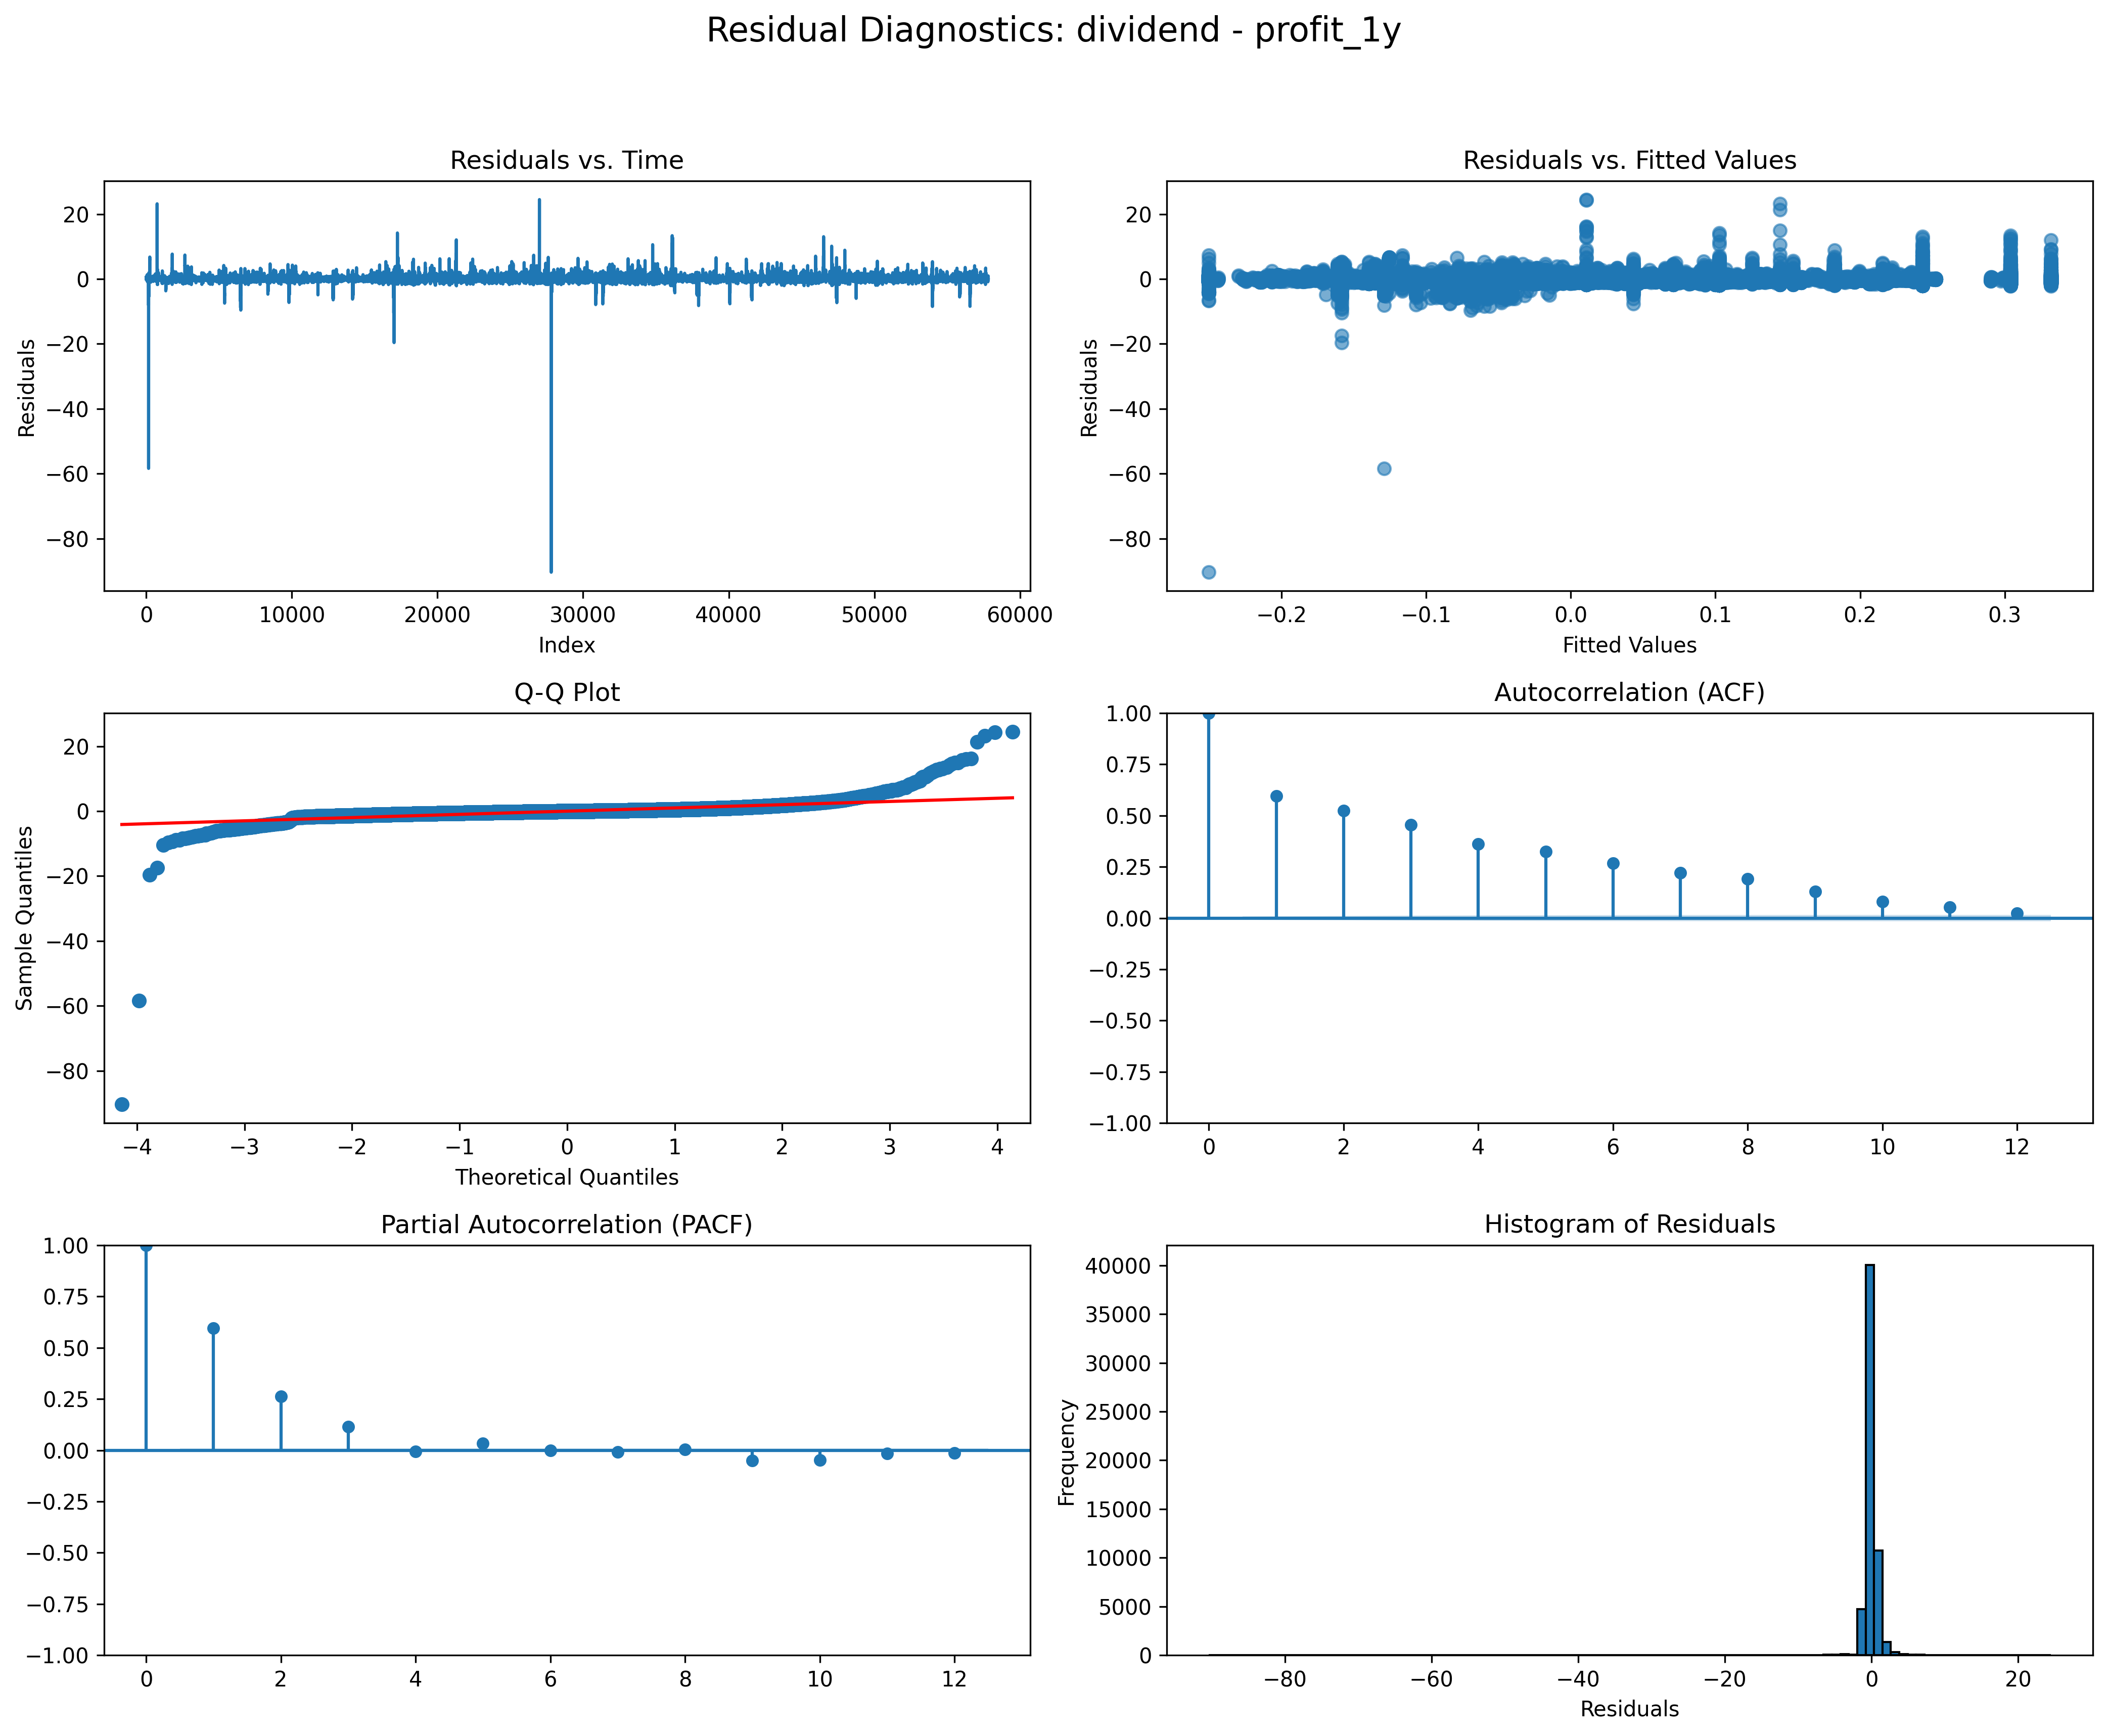 Residual Diagnostics: dividend - profit_1y
Residuals vs. Time
Residuals
20
0
−20
−40
−60
−80
0 10000 20000 30000 40000 50000 60000
Index
Residuals vs. Fitted Values
Residuals
20
0
−20
−40
−60
−80
−0.2 −0.1 0.0 0.1 0.2 0.3
Fitted Values
Q-Q Plot
Sample Quantiles
20
0
−20
−40
−60
−80
−4 −3 −2 −1 0 1 2 3 4
Theoretical Quantiles
Autocorrelation (ACF)
1.00
0.75
0.50
0.25
0.00
−0.25
−0.50
−0.75
−1.00
0 2 4 6 8 10 12
Partial Autocorrelation (PACF)
1.00
0.75
0.50
0.25
0.00
−0.25
−0.50
−0.75
−1.00
0 2 4 6 8 10 12
Histogram of Residuals
Frequency
40000
35000
30000
25000
20000
15000
10000
5000
0
−80 −60 −40 −20 0 20
Residuals